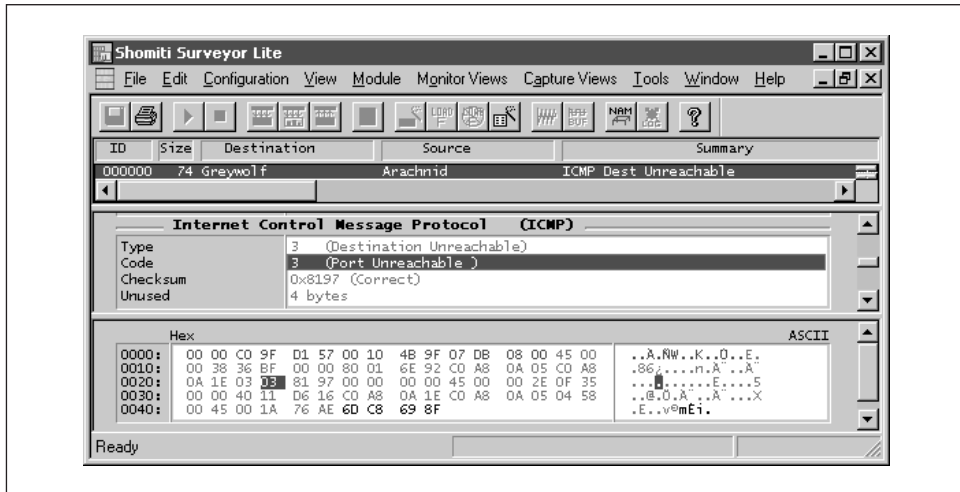 Shomiti Surveyor Lite
File Edit Configuration View Module Monitor Views Capture Views Tools Window Help
ID Size Destination Source Summary
000000 74 Greywolf Arachnid ICMP Dest Unreachable
Internet Control Message Protocol (ICMP)
Type 3 (Destination Unreachable)
Code 3 (Port Unreachable )
Checksum 0x8197 (Correct)
Unused 4 bytes
Hex ASCII
0000: 00 00 C0 9F D1 57 00 10 4B 9F 07 DB 08 00 45 00 ..À.ÑW..K..Û..E.
0010: 00 38 36 BF 00 00 80 01 6E 92 C0 A8 0A 05 C0 A8 .86¿....n.À¨..À¨
0020: 0A 1E 03 03 81 97 00 00 00 00 45 00 00 2E 0F 35 ..........E....5
0030: 00 00 40 11 D6 16 C0 A8 0A 1E C0 A8 0A 05 04 58 ..@.Ö.À¨..À¨...X
0040: 00 45 00 1A 76 AE 6D C8 69 8F .E..v®mÈi.
Ready